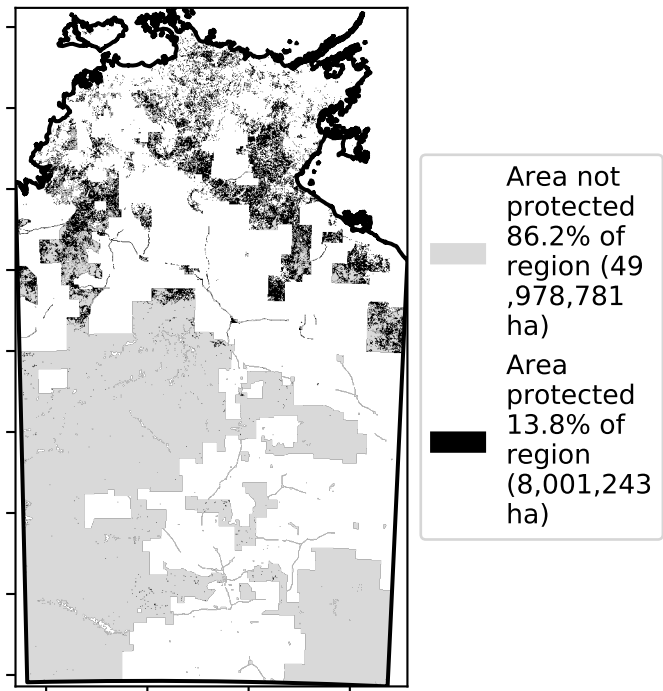 Area not
protected
86.2% of
region (49
,978,781
ha)
Area
protected
13.8% of
region
(8,001,243
ha)